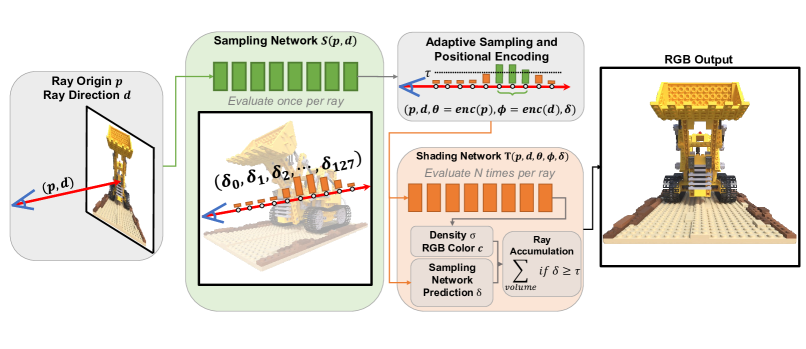 Ray Origin p
Ray Direction d
(p,d)
Sampling Network S(p,d)
Evaluate once per ray
(δ₀,δ₁,δ₂,⋯,δ₁₂₇)
Adaptive Sampling and
Positional Encoding
τ
(p,d,θ = enc(p),ϕ = enc(d),δ)
Shading Network T(p,d,θ,ϕ,δ)
Evaluate N times per ray
Density σ
RGB Color c
Sampling
Network
Prediction δ
Ray
Accumulation
∑ if δ ≥ τ
volume
RGB Output